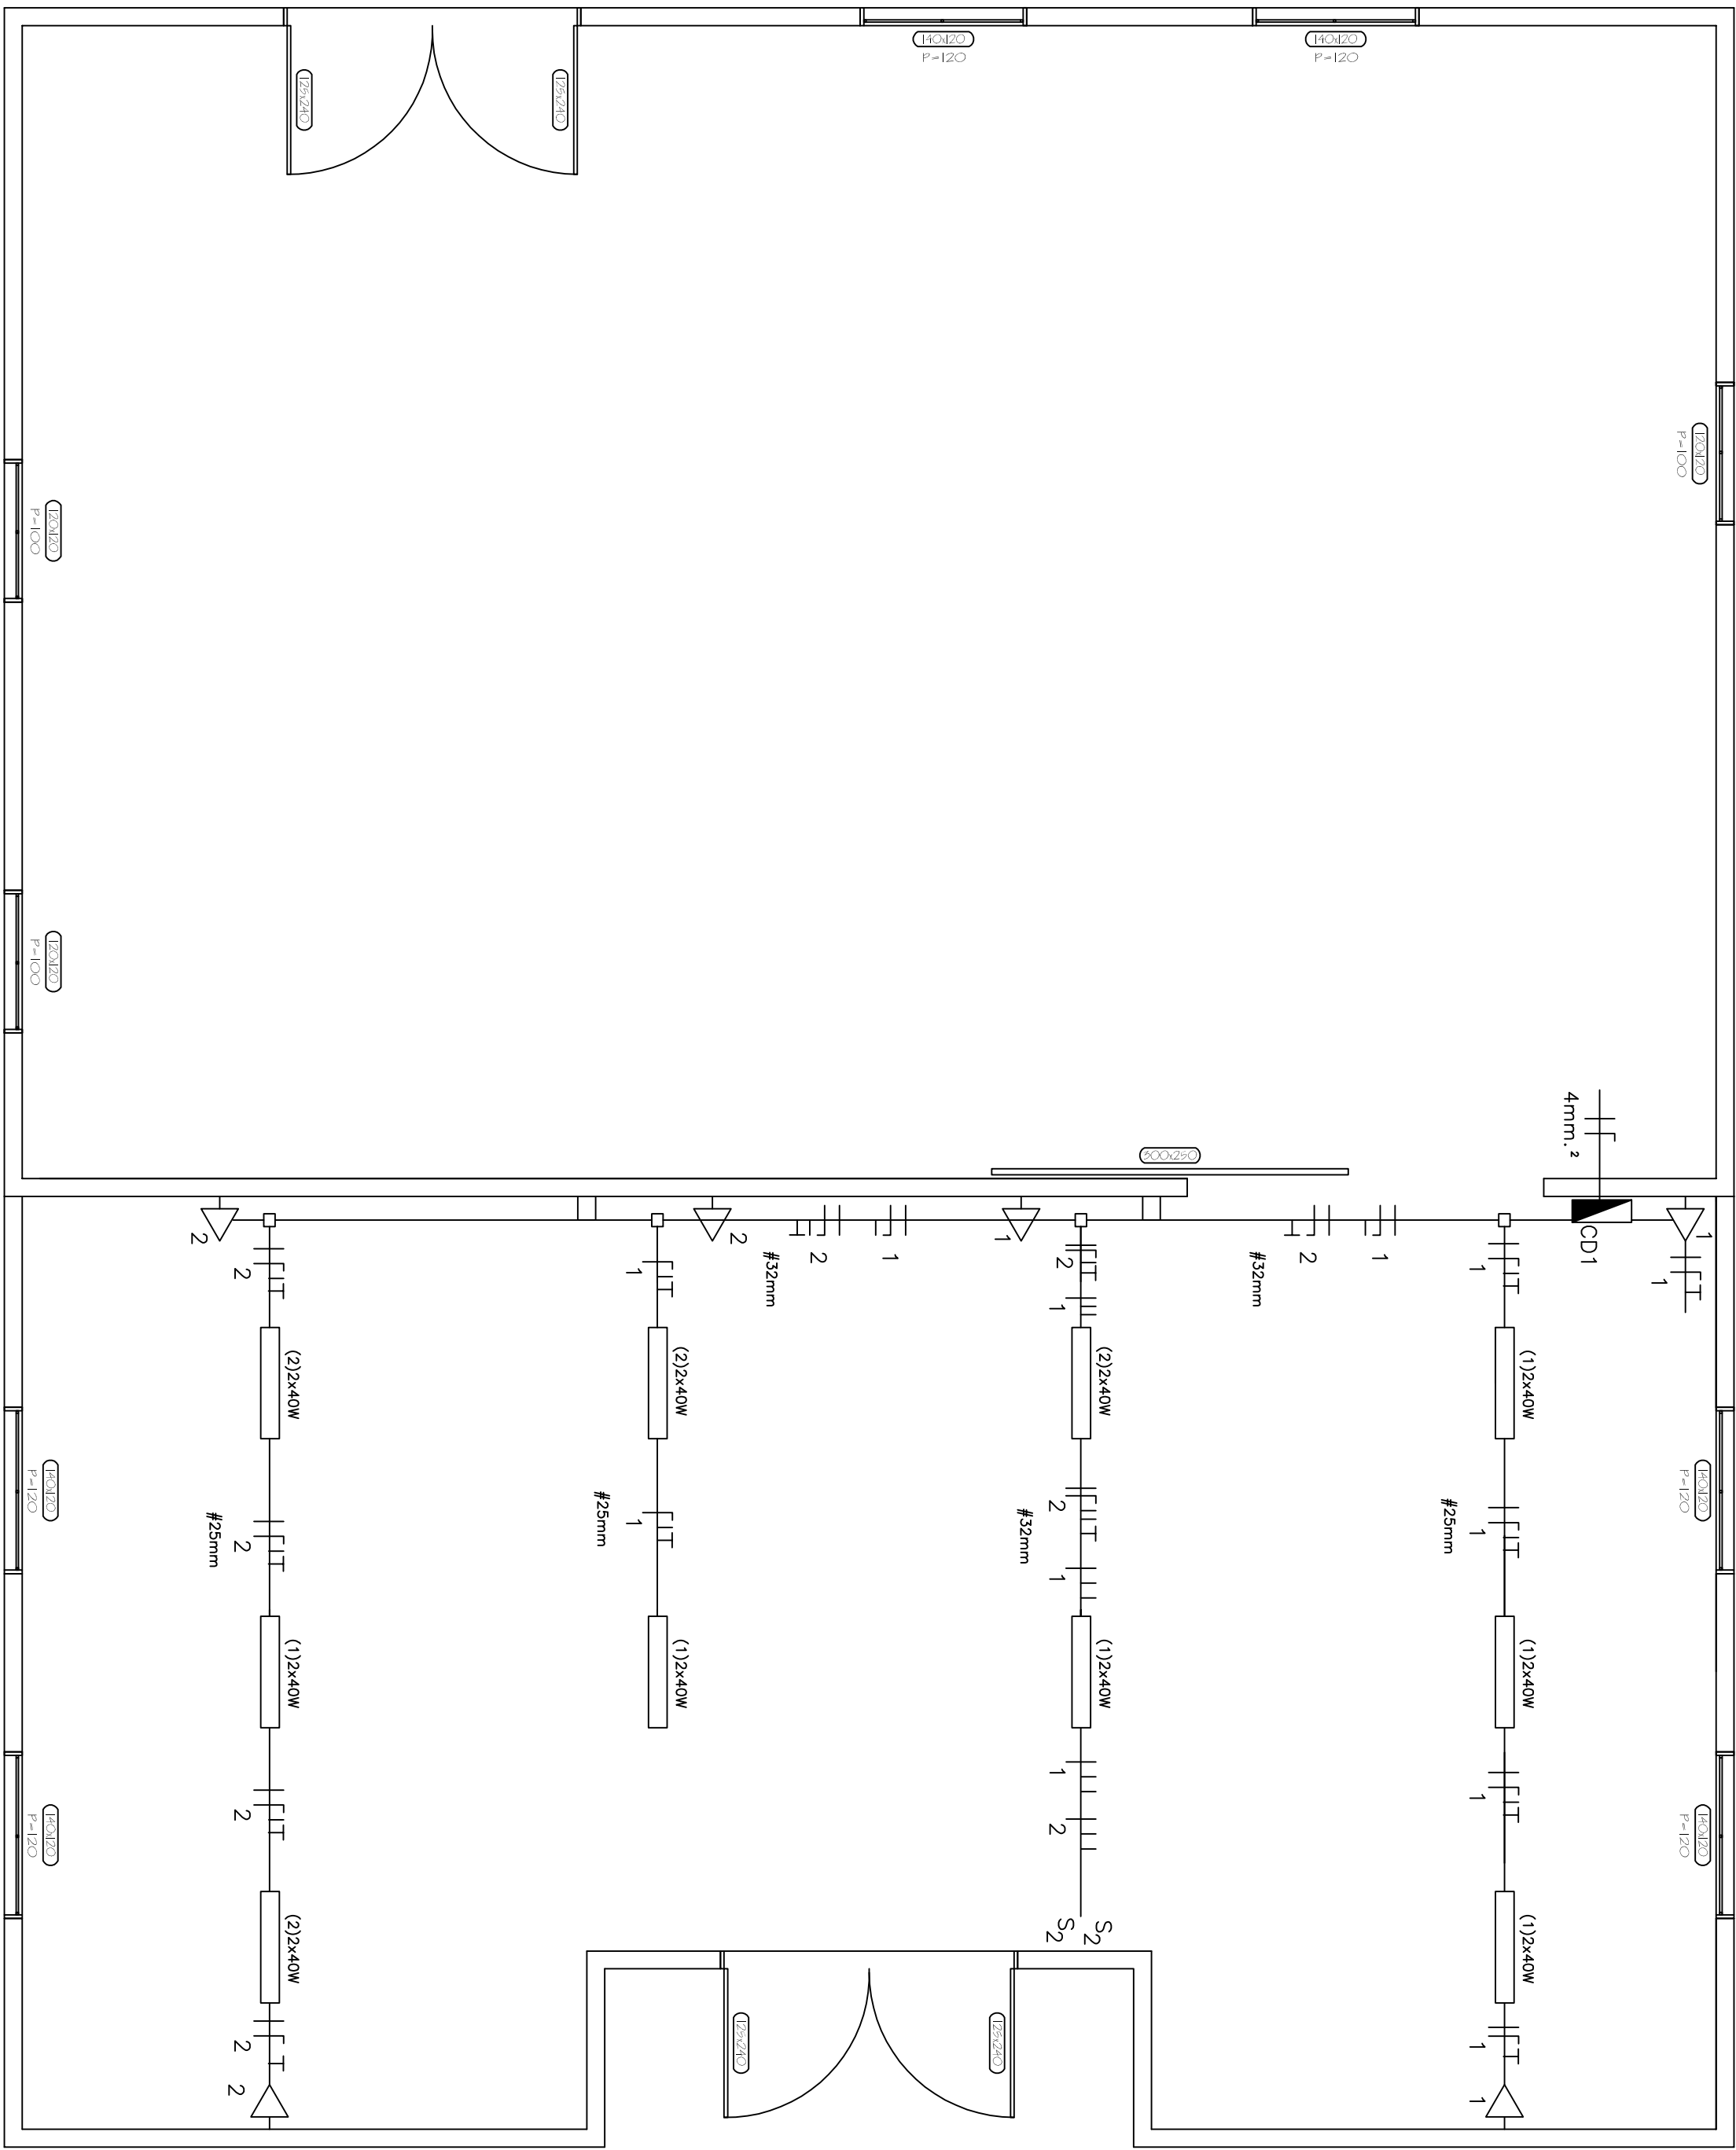 140x120
P=120
140x120
P=120
125x240
125x240
120x120
P=100
120x120
P=100
120x120
P=100
4mm.²
300x250
CD1
1
1
2
2
1
2
1
#32mm
2
1
#32mm
2
1
2
1
1
(2)2x40W
(2)2x40W
(2)2x40W
(1)2x40W
140x120
P=120
140x120
P=120
#25mm
2
#25mm
1
#32mm
2
1
#25mm
1
(1)2x40W
(1)2x40W
(1)2x40W
(1)2x40W
2
1
2
1
140x120
P=120
140x120
P=120
(2)2x40W
S2
S2
(1)2x40W
125x240
125x240
2
2
1
1